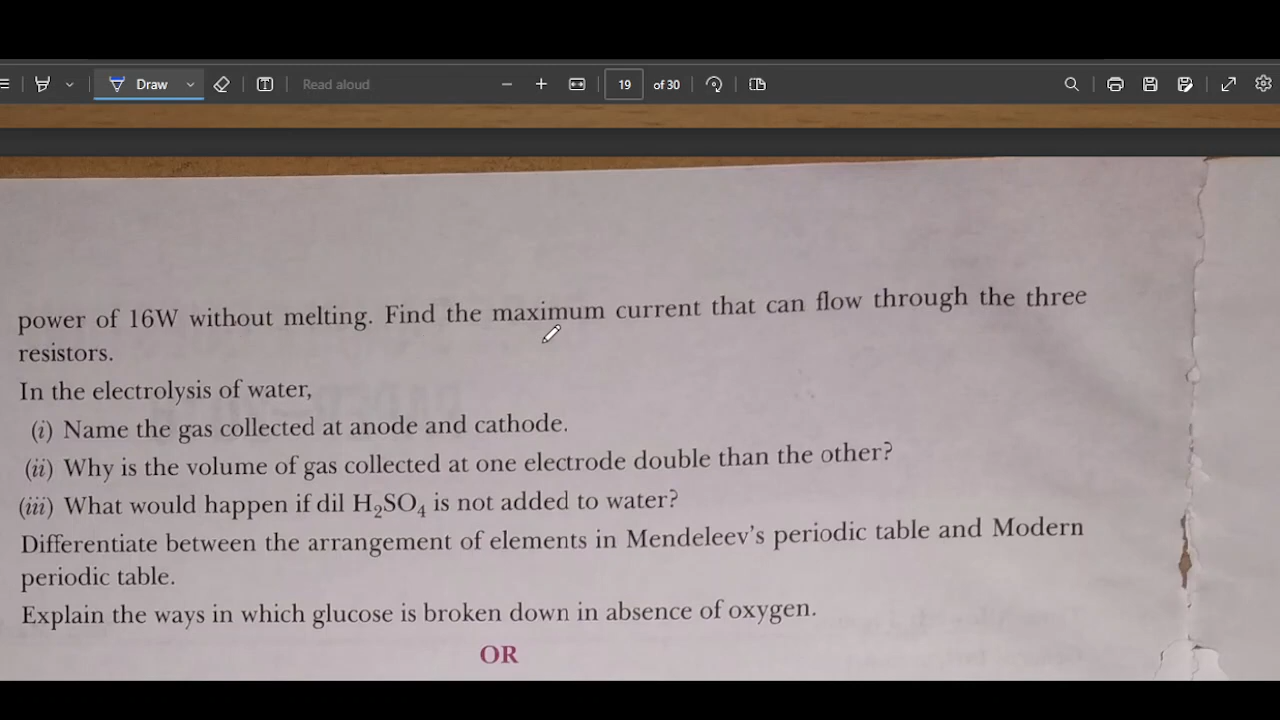 Draw
Read aloud
19
of 30
power of 16W without melting. Find the maximum current that can flow through the three
resistors.
In the electrolysis of water,
(i) Name the gas collected at anode and cathode.
(ii) Why is the volume of gas collected at one electrode double than the other?
(iii) What would happen if dil H₂SO₄ is not added to water?
Differentiate between the arrangement of elements in Mendeleev's periodic table and Modern
periodic table.
Explain the ways in which glucose is broken down in absence of oxygen.
OR